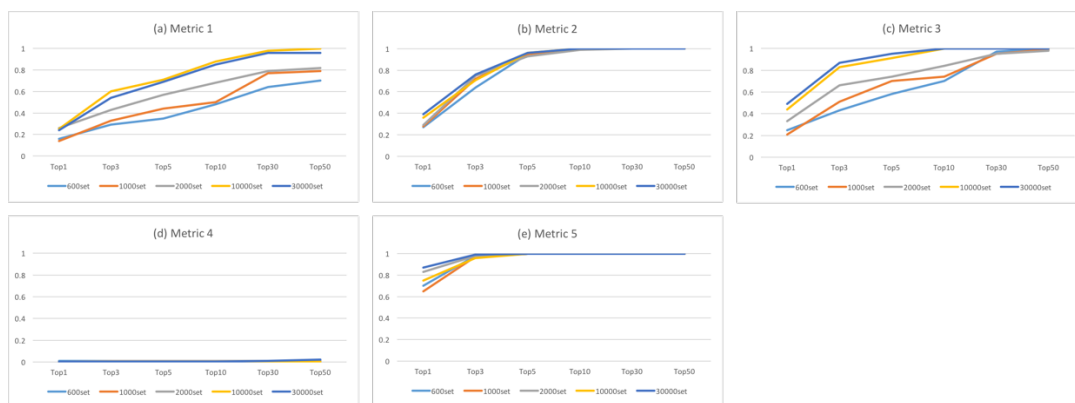 (a) Metric 1
1
0.8
0.6
0.4
0.2
0
Top1 Top3 Top5 Top10 Top30 Top50
600set 1000set 2000set 10000set 30000set
(b) Metric 2
1
0.8
0.6
0.4
0.2
0
Top1 Top3 Top5 Top10 Top30 Top50
600set 1000set 2000set 10000set 30000set
(c) Metric 3
1
0.8
0.6
0.4
0.2
0
Top1 Top3 Top5 Top10 Top30 Top50
600set 1000set 2000set 10000set 30000set
(d) Metric 4
1
0.8
0.6
0.4
0.2
0
Top1 Top3 Top5 Top10 Top30 Top50
600set 1000set 2000set 10000set 30000set
(e) Metric 5
1
0.8
0.6
0.4
0.2
0
Top1 Top3 Top5 Top10 Top30 Top50
600set 1000set 2000set 10000set 30000set